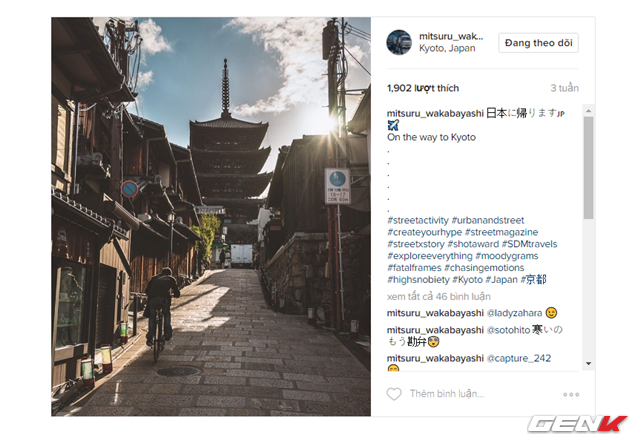 mitsuru_wak...
Kyoto, Japan
Đang theo dõi
1,902 lượt thích
3 tuần
mitsuru_wakabayashi 日本に帰りますJP
On the way to Kyoto
.
.
.
.
.
#streetactivity #urbanandstreet
#createyourhype #streetmagazine
#streetxstory #shotaward #SDMtravels
#exploreeverything #moodygrams
#fatalframes #chasingemotions
#highsnobiety #Kyoto #Japan #京都
xem tất cả 46 bình luận
mitsuru_wakabayashi @ladyzahara
mitsuru_wakabayashi @sotohito 寒いの
もう勘弁
mitsuru_wakabayashi @capture_242
Thêm bình luận...
GENK